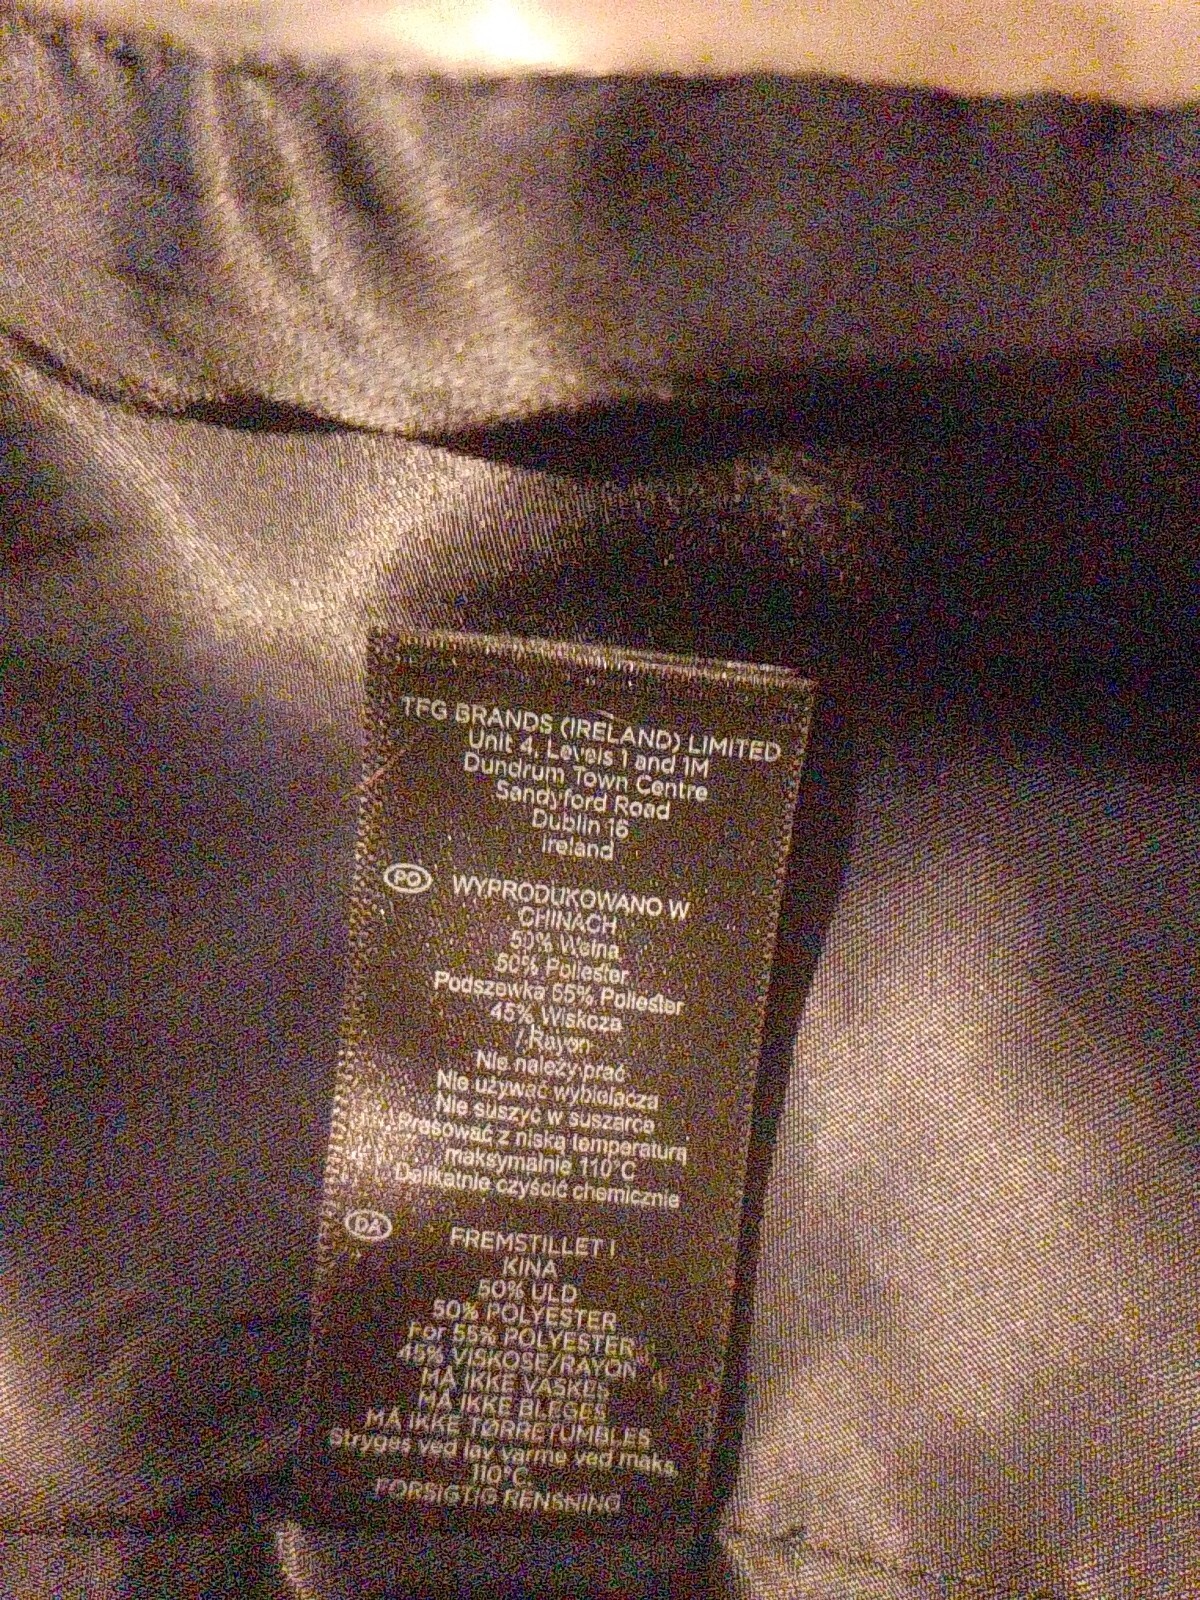 TFG BRANDS (IRELAND) LIMITED
Unit 4, Levels 1 and 1M
Dundrum Town Centre
Sandyford Road
Dublin 16
Ireland
PO WYPRODUKOWANO W
CHINACH
50% Wełna
50% Poliester
Podszewka 55% Poliester
45% Wiskoza
/ Rayon
Nie należy prać
Nie używać wybielacza
Nie suszyć w suszarce
Prasować z niską temperaturą
maksymalnie 110°C
Delikatnie czyścić chemicznie
DA FREMSTILLET I
KINA
50% ULD
50% POLYESTER
For 55% POLYESTER
45% VISKOSE/RAYON
MÅ IKKE VASKES
MÅ IKKE BLEGES
MÅ IKKE TØRRETUMBLES
Stryges ved lav varme ved maks.
110°C.
FORSIGTIG RENSNING